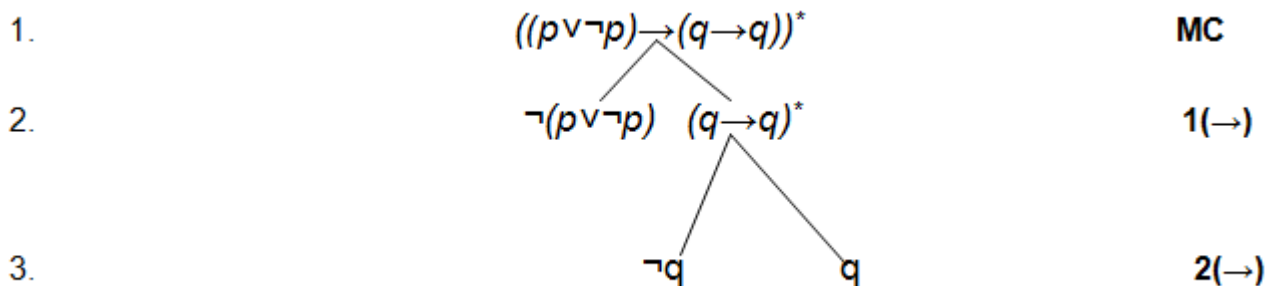 1. ((p∨¬p)→(q→q))* MC
2. ¬(p∨¬p) (q→q)* 1(→)
3. ¬q q 2(→)